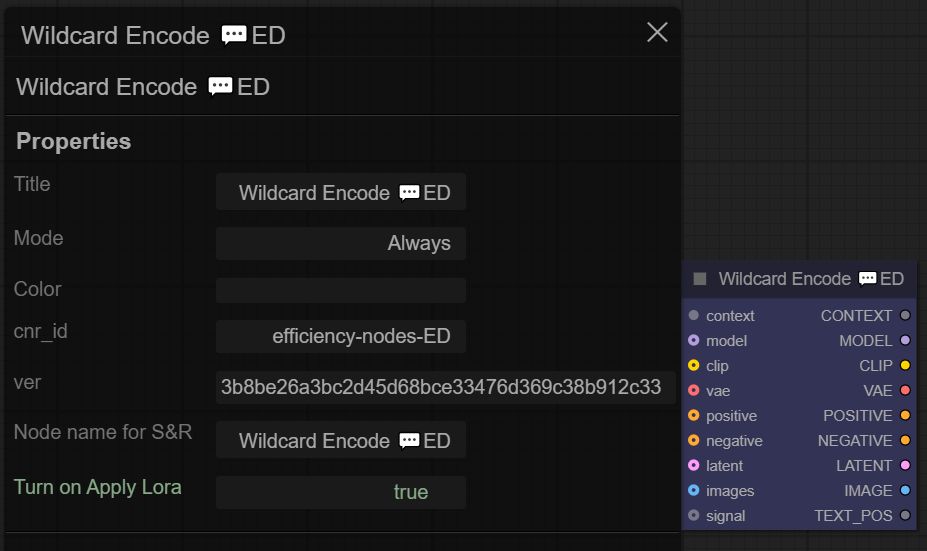 Wildcard Encode 💬ED
Wildcard Encode 💬ED
Properties
Title Wildcard Encode 💬ED
Mode Always
Color
cnr_id efficiency-nodes-ED
ver 3b8be26a3bc2d45d68bce33476d369c38b912c33
Node name for S&R Wildcard Encode 💬ED
Turn on Apply Lora true
Wildcard Encode 💬ED
context CONTEXT
model MODEL
clip CLIP
vae VAE
positive POSITIVE
negative NEGATIVE
latent LATENT
images IMAGE
signal TEXT_POS